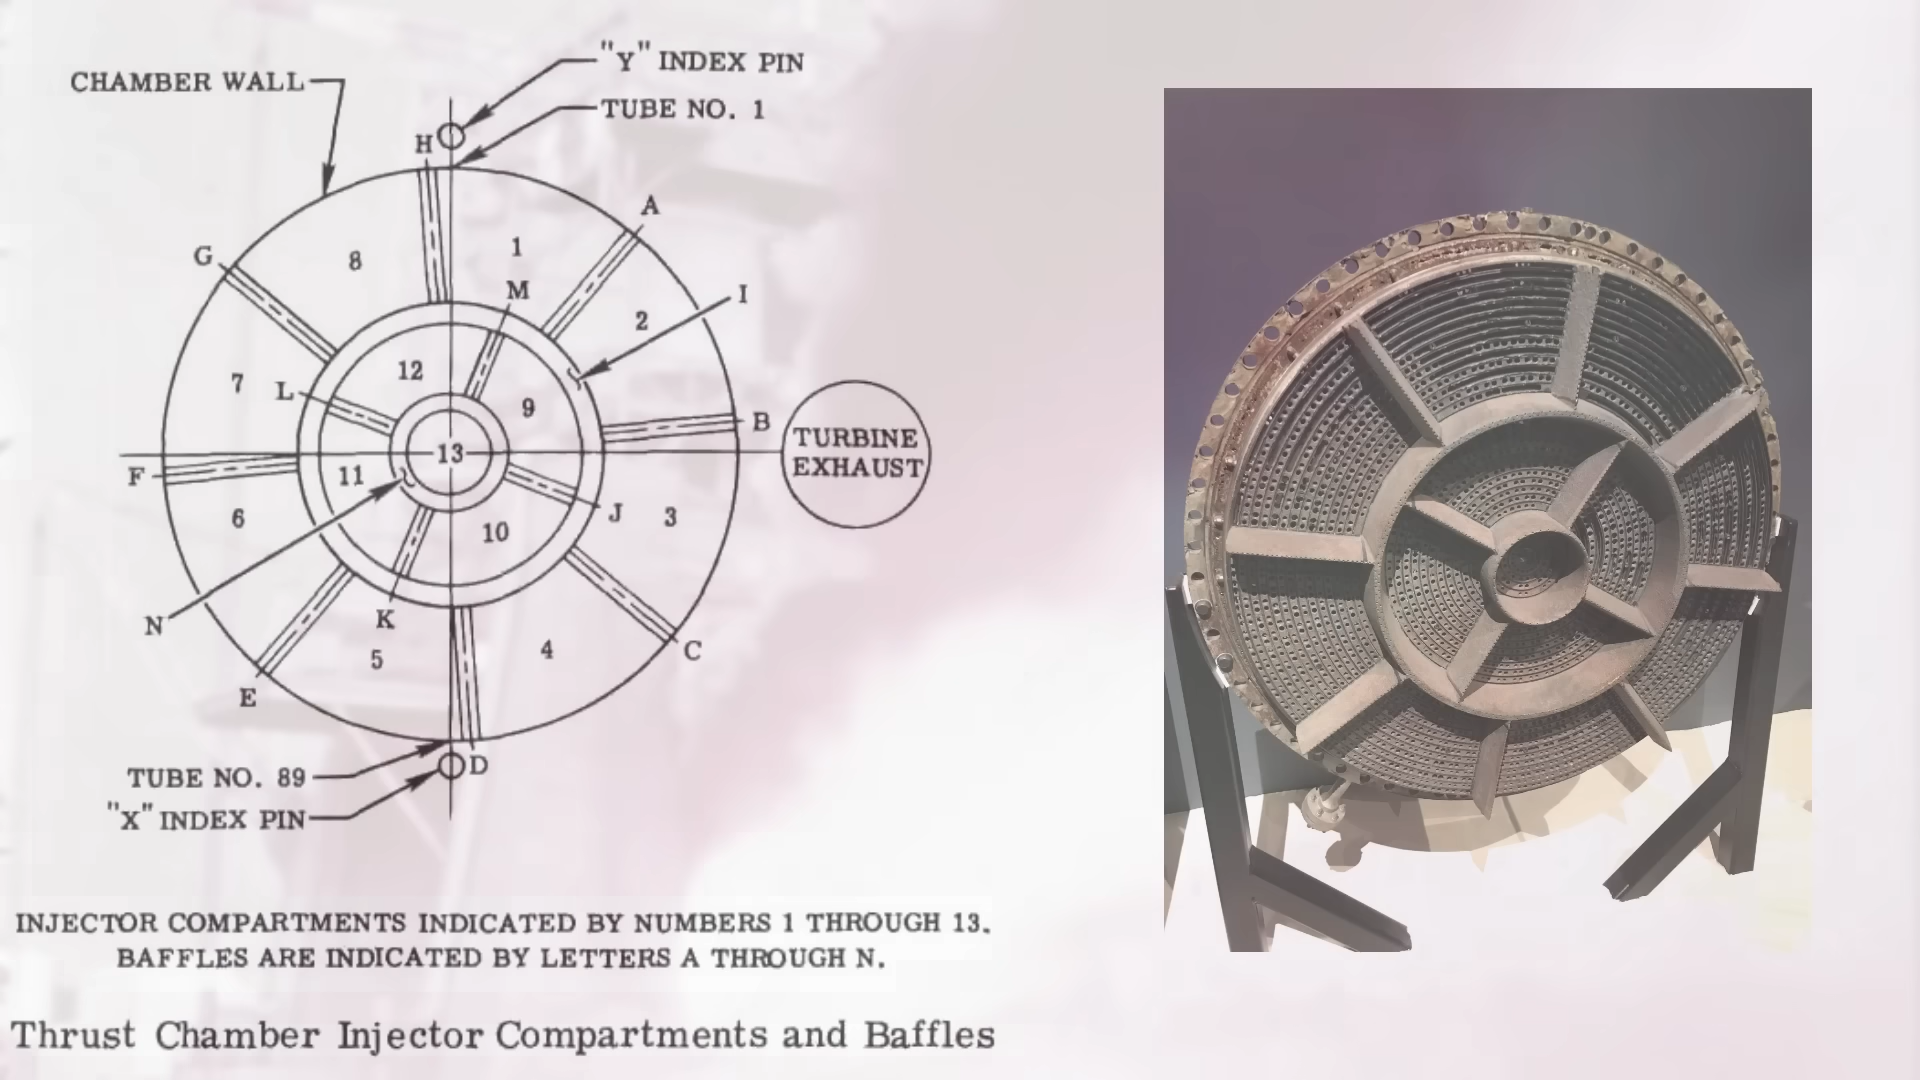 CHAMBER WALL
"Y" INDEX PIN
TUBE NO. 1
H
A
G
8
1
M
I
2
7
L
12
9
B
TURBINE
EXHAUST
13
F
11
6
J
3
10
N
K
5
4
C
E
TUBE NO. 89
D
"X" INDEX PIN
INJECTOR COMPARTMENTS INDICATED BY NUMBERS 1 THROUGH 13.
BAFFLES ARE INDICATED BY LETTERS A THROUGH N.
Thrust Chamber Injector Compartments and Baffles